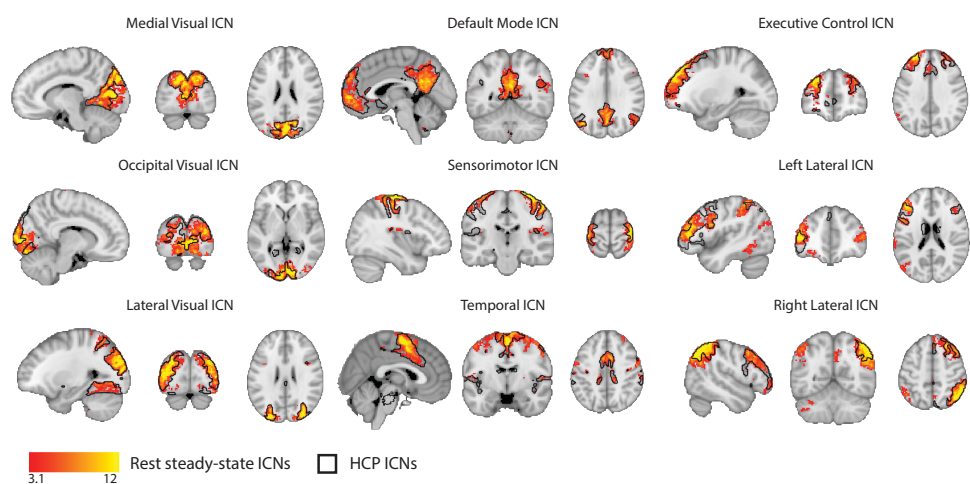 Medial Visual ICN
Default Mode ICN
Executive Control ICN
Occipital Visual ICN
Sensorimotor ICN
Left Lateral ICN
Lateral Visual ICN
Temporal ICN
Right Lateral ICN
Rest steady-state ICNs
HCP ICNs
3.1
12